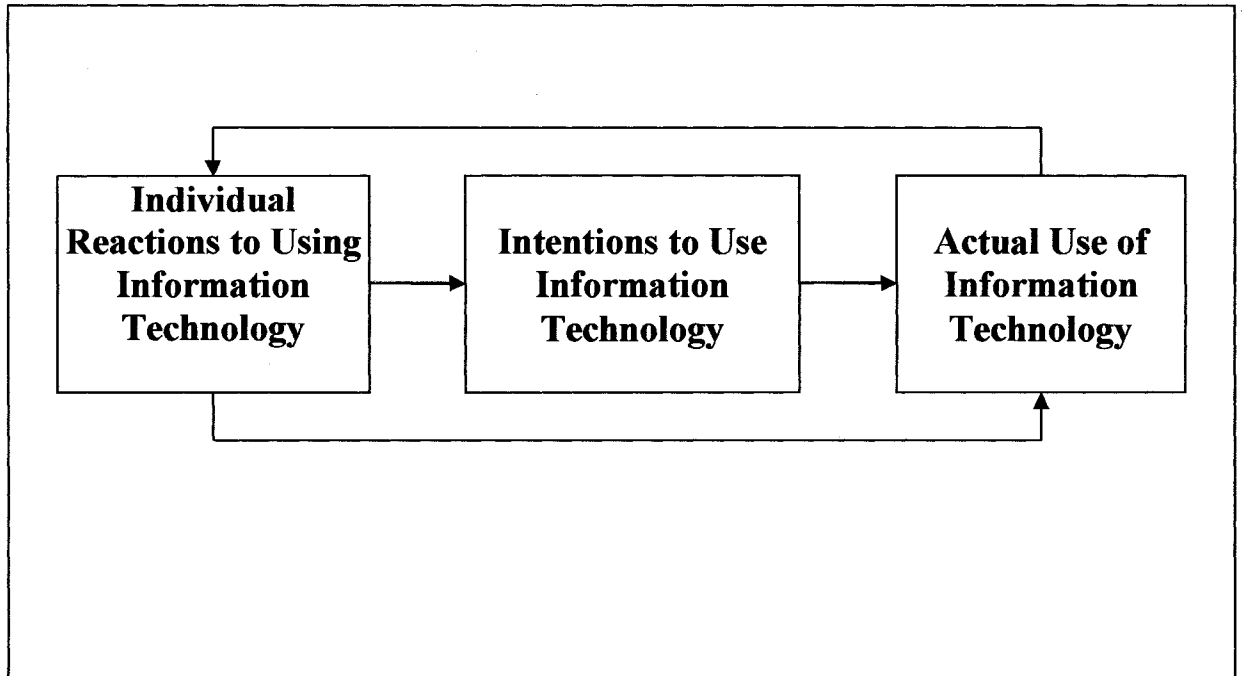 Individual
Reactions to Using
Information
Technology
Intentions to Use
Information
Technology
Actual Use of
Information
Technology